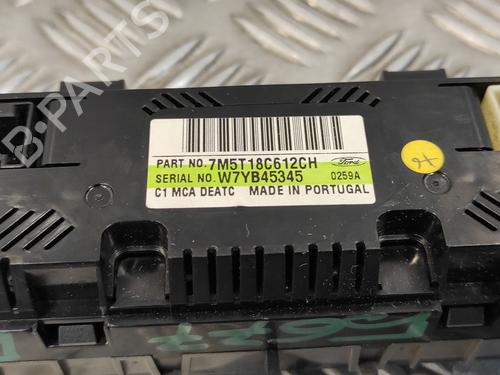 B-PARTS
PART NO. 7M5T18C612CH
Ford
SERIAL NO. W7YB45345 0259A
C1 MCA DEATC MADE IN PORTUGAL